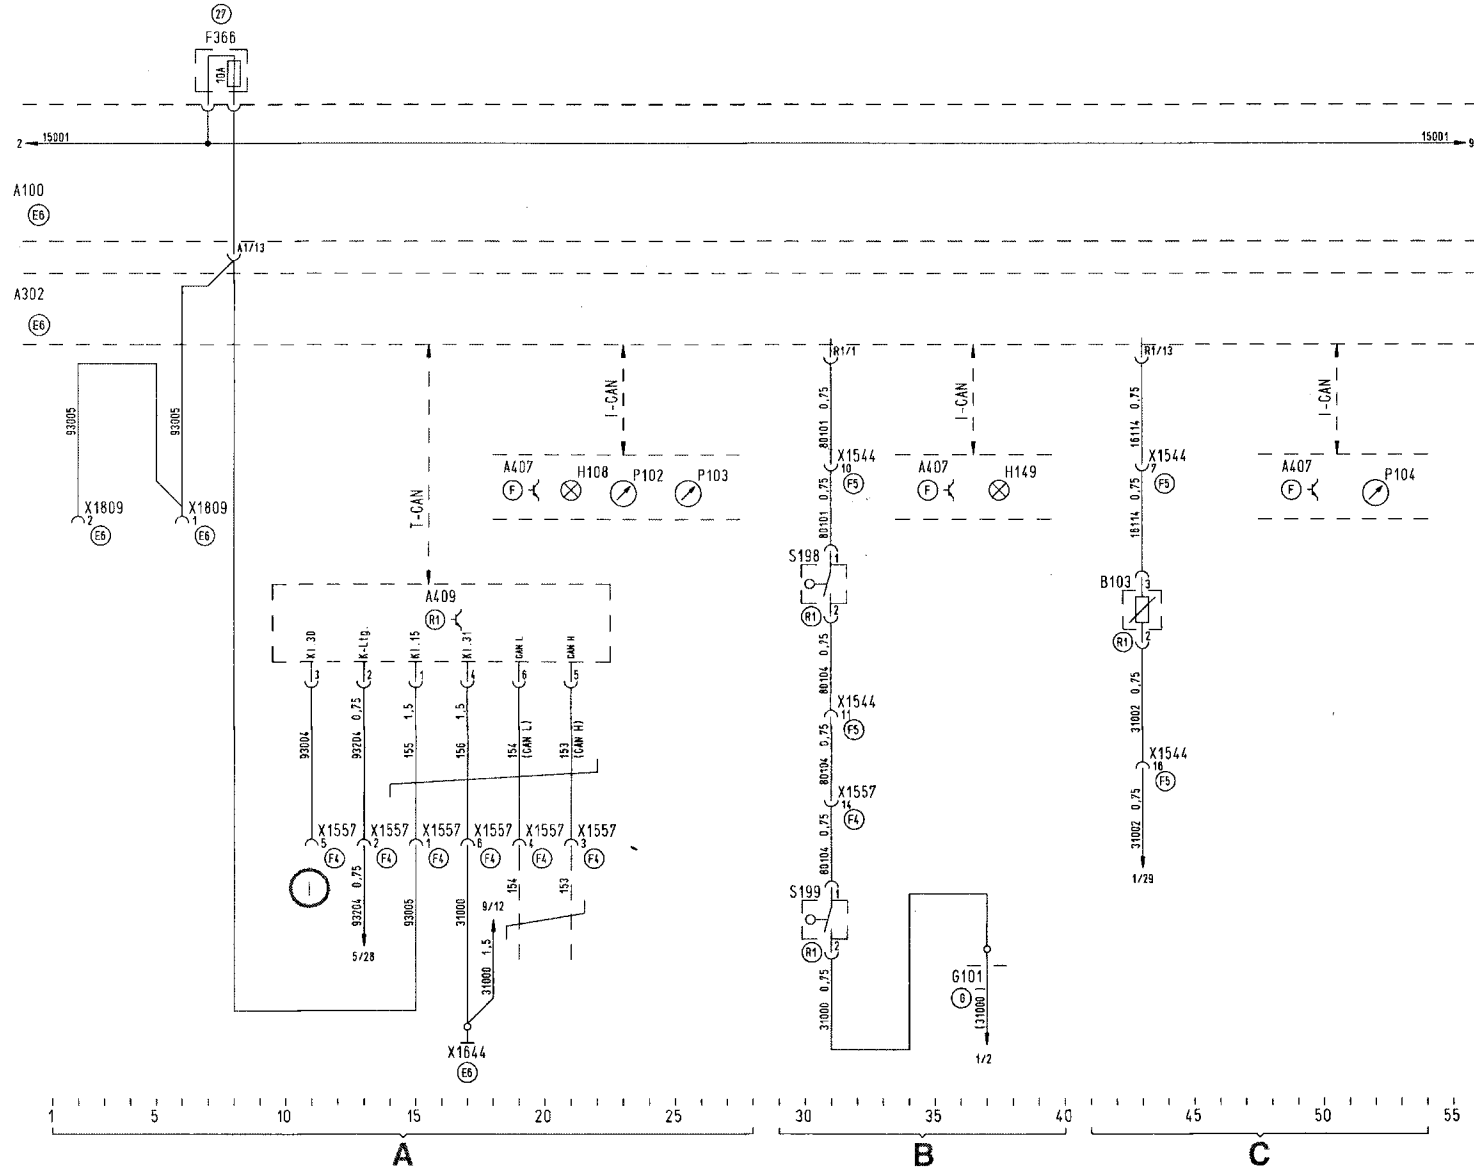 27
F366
10A
2 15001
15001 9
A100
E6
A1/13
A302
E6
93005
93005
X1809
2
E6
X1809
1
E6
T-CAN
I-CAN
A407
F
H108
P102
P103
A409
R1
Kl.30
K-Ltg.
Kl.15
Kl.31
CAN L
CAN H
3
2
1
4
6
5
93004
93204 0,75
155 1,5
156 1,5
154
(CAN L)
153
(CAN H)
X1557
5
F4
X1557
2
F4
X1557
1
F4
X1557
6
F4
X1557
4
F4
X1557
3
F4
I
93204 0,75
5/28
93005
31000
9/12
31000 1,5
154
153
X1644
E6
R1/1
80101 0,75
X1544
10
F5
80101 0,75
S198
1
R1
2
80104 0,75
X1544
11
F5
80104 0,75
X1557
14
F4
80104 0,75
S199
1
R1
2
31000 0,75
I-CAN
A407
F
H149
G101
G
(31000 )
1/2
R1/13
16114 0,75
X1544
7
F5
16114 0,75
B103
3
R1
2
31002 0,75
X1544
16
F5
31002 0,75
1/29
I-CAN
A407
F
P104
1 5 10 15 20 25 30 35 40 45 50 55
A B C